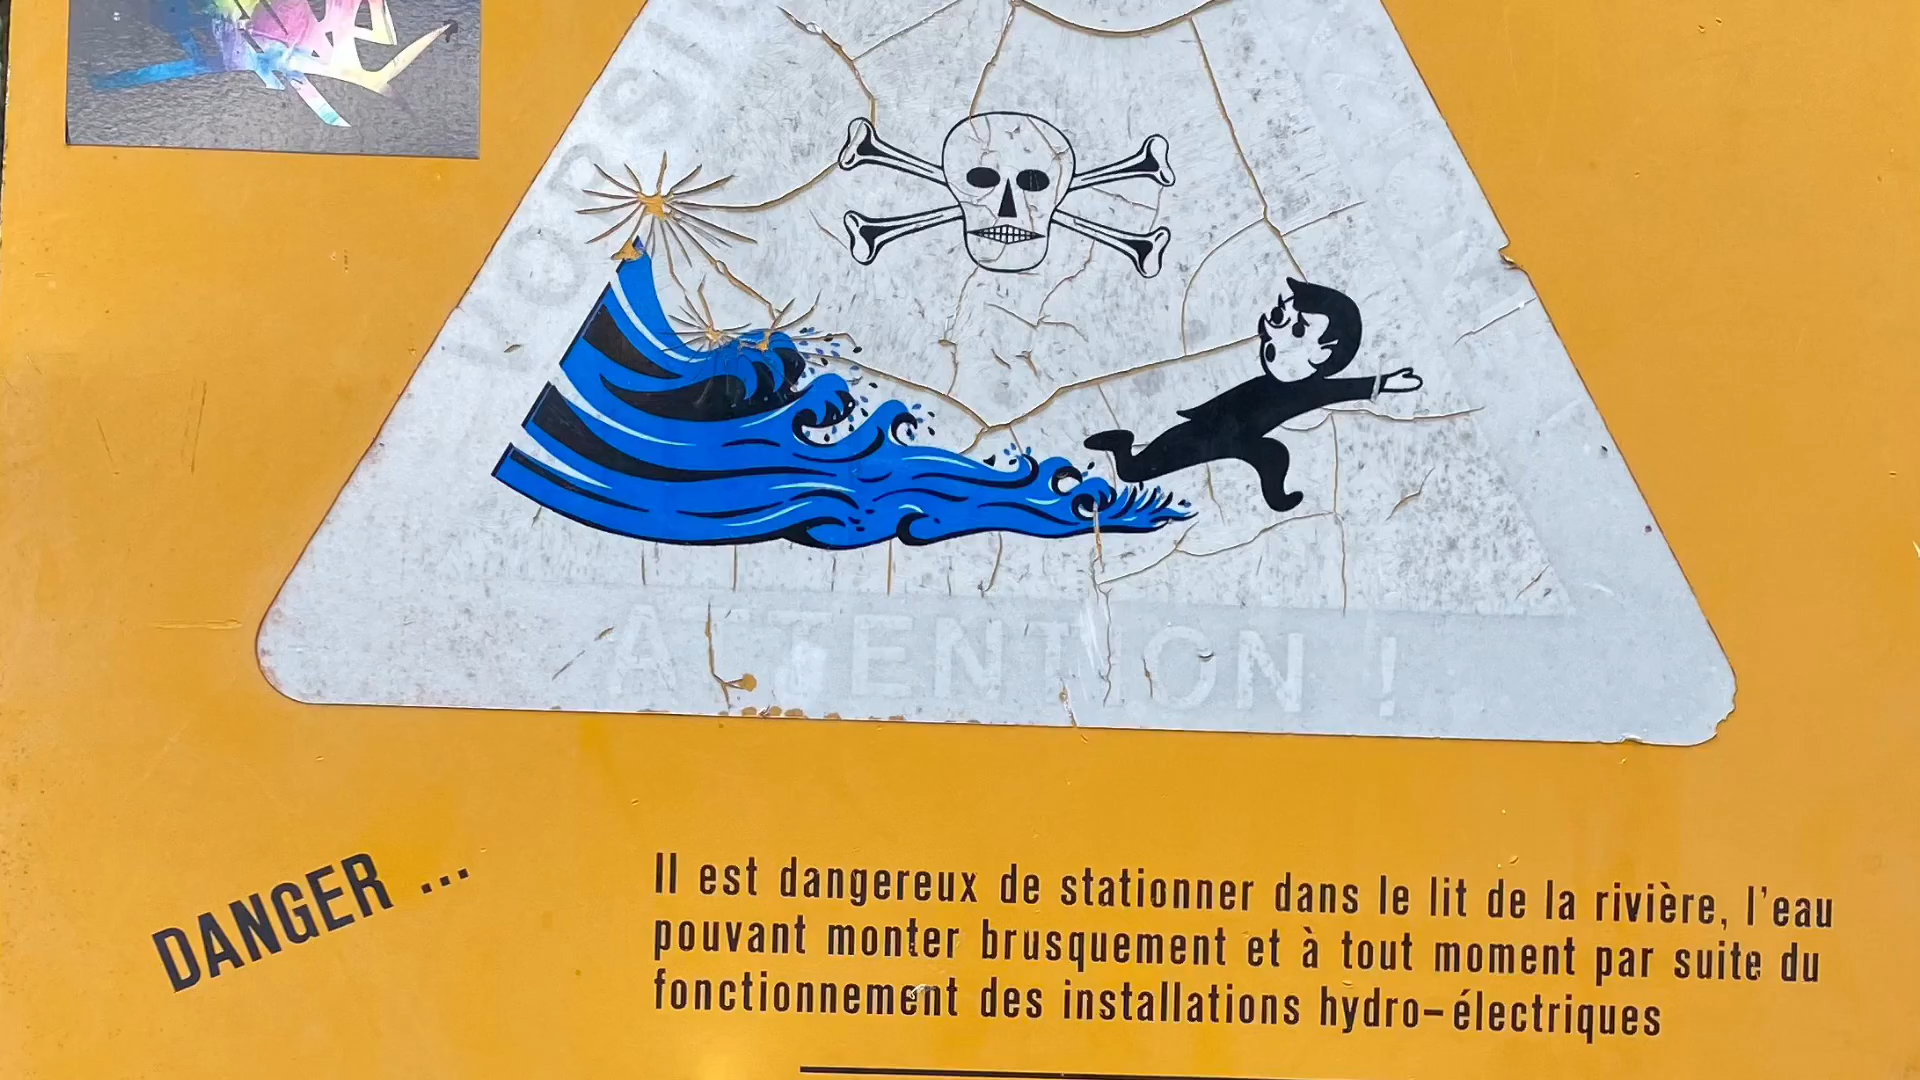 VORSI
ATTENTION !
DANGER ...
Il est dangereux de stationner dans le lit de la rivière, l'eau
pouvant monter brusquement et à tout moment par suite du
fonctionnement des installations hydro-électriques